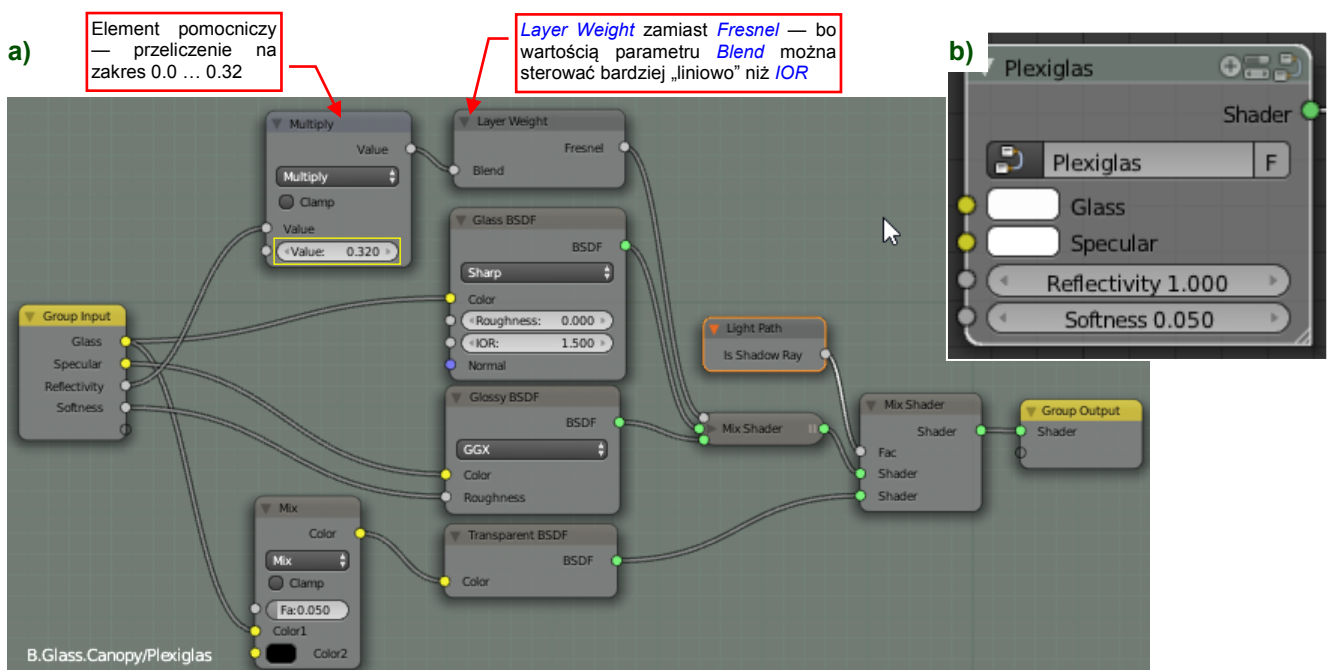 a)
Element pomocniczy
— przeliczenie na
zakres 0.0 … 0.32
Layer Weight zamiast Fresnel — bo
wartością parametru Blend można
sterować bardziej „liniowo” niż IOR
b)
Plexiglas
Shader
Plexiglas F
Glass
Specular
Reflectivity 1.000
Softness 0.050
Multiply
Value
Multiply
Clamp
Value
Value: 0.320
Layer Weight
Fresnel
Blend
Glass BSDF
BSDF
Sharp
Color
Roughness: 0.000
IOR: 1.500
Normal
Group Input
Glass
Specular
Reflectivity
Softness
Light Path
Is Shadow Ray
Glossy BSDF
BSDF
GGX
Color
Roughness
Mix Shader
Mix Shader
Shader
Fac
Shader
Shader
Group Output
Shader
Mix
Color
Mix
Clamp
Fa:0.050
Color1
Color2
Transparent BSDF
BSDF
Color
B.Glass.Canopy/Plexiglas